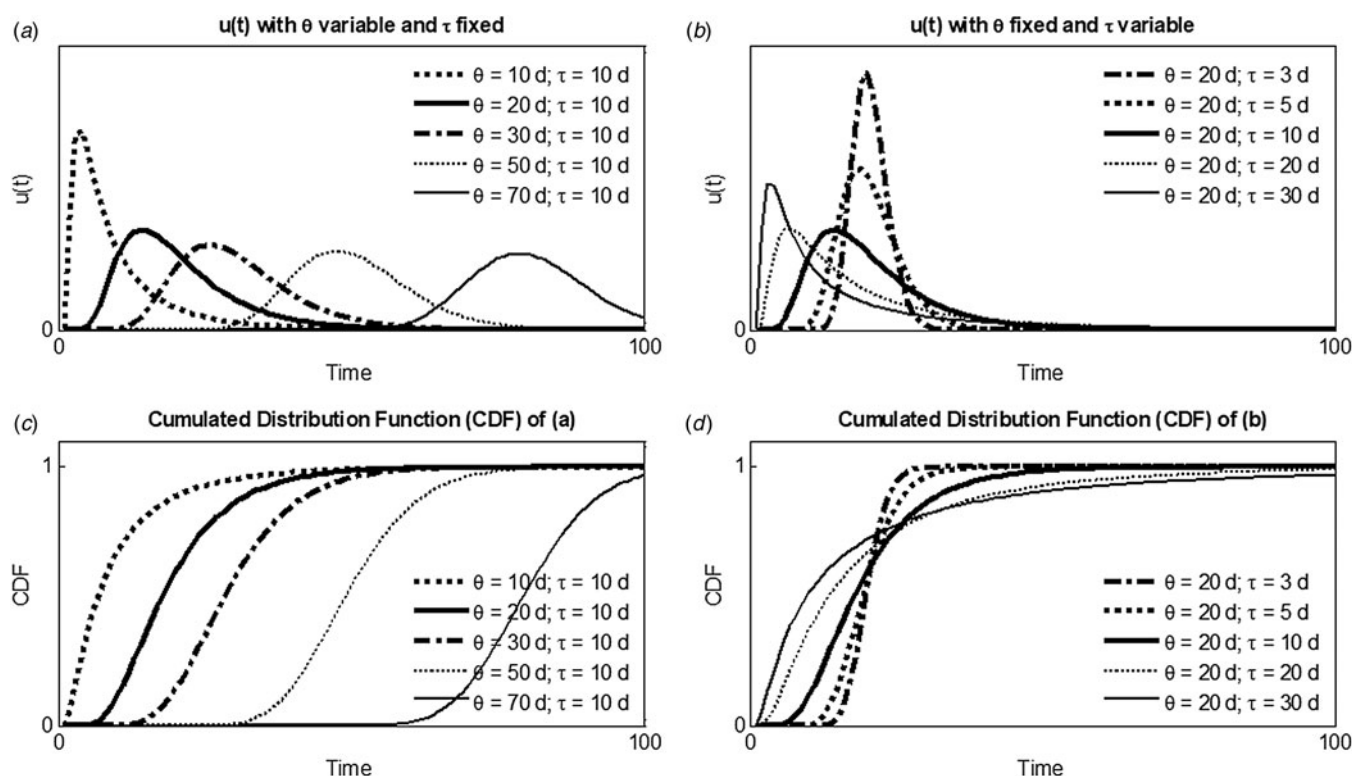 (a)
u(t) with θ variable and τ fixed
u(t)
θ = 10 d; τ = 10 d
θ = 20 d; τ = 10 d
θ = 30 d; τ = 10 d
θ = 50 d; τ = 10 d
θ = 70 d; τ = 10 d
0
0
100
Time
(b)
u(t) with θ fixed and τ variable
u(t)
θ = 20 d; τ = 3 d
θ = 20 d; τ = 5 d
θ = 20 d; τ = 10 d
θ = 20 d; τ = 20 d
θ = 20 d; τ = 30 d
0
0
100
Time
(c)
Cumulated Distribution Function (CDF) of (a)
1
CDF
θ = 10 d; τ = 10 d
θ = 20 d; τ = 10 d
θ = 30 d; τ = 10 d
θ = 50 d; τ = 10 d
θ = 70 d; τ = 10 d
0
0
100
Time
(d)
Cumulated Distribution Function (CDF) of (b)
1
CDF
θ = 20 d; τ = 3 d
θ = 20 d; τ = 5 d
θ = 20 d; τ = 10 d
θ = 20 d; τ = 20 d
θ = 20 d; τ = 30 d
0
0
100
Time